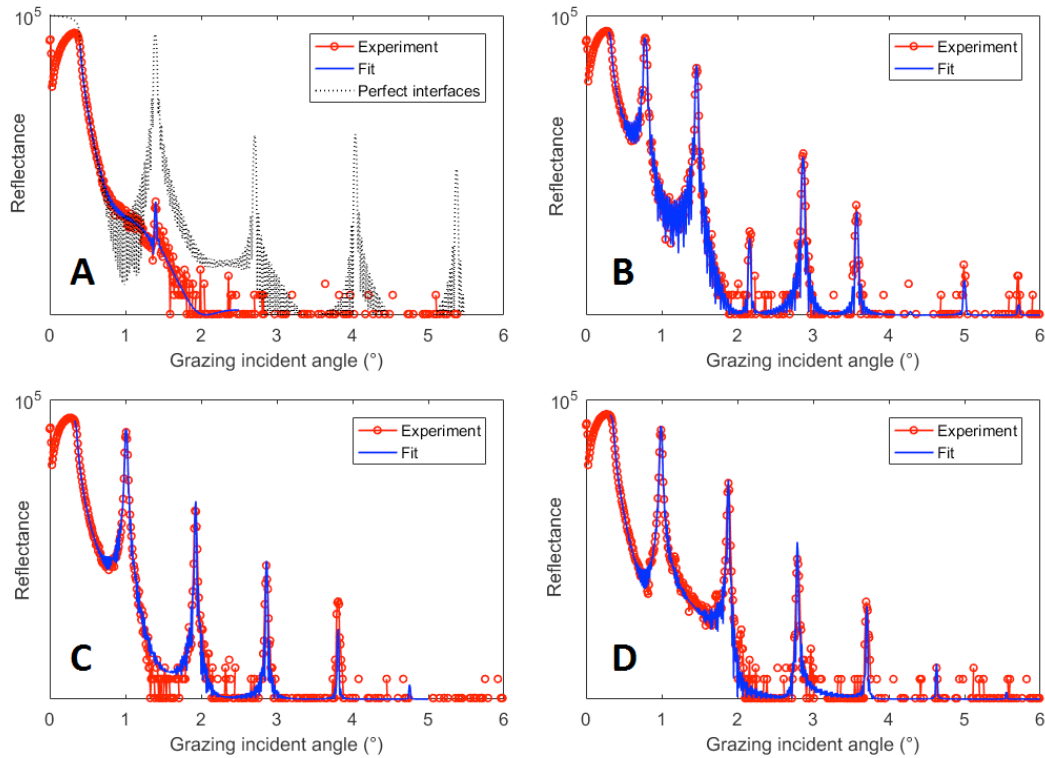 10^5
Reflectance
Experiment
Fit
Perfect interfaces
A
0 1 2 3 4 5 6
Grazing incident angle (°)
10^5
Reflectance
Experiment
Fit
B
0 1 2 3 4 5 6
Grazing incident angle (°)
10^5
Reflectance
Experiment
Fit
C
0 1 2 3 4 5 6
Grazing incident angle (°)
10^5
Reflectance
Experiment
Fit
D
0 1 2 3 4 5 6
Grazing incident angle (°)